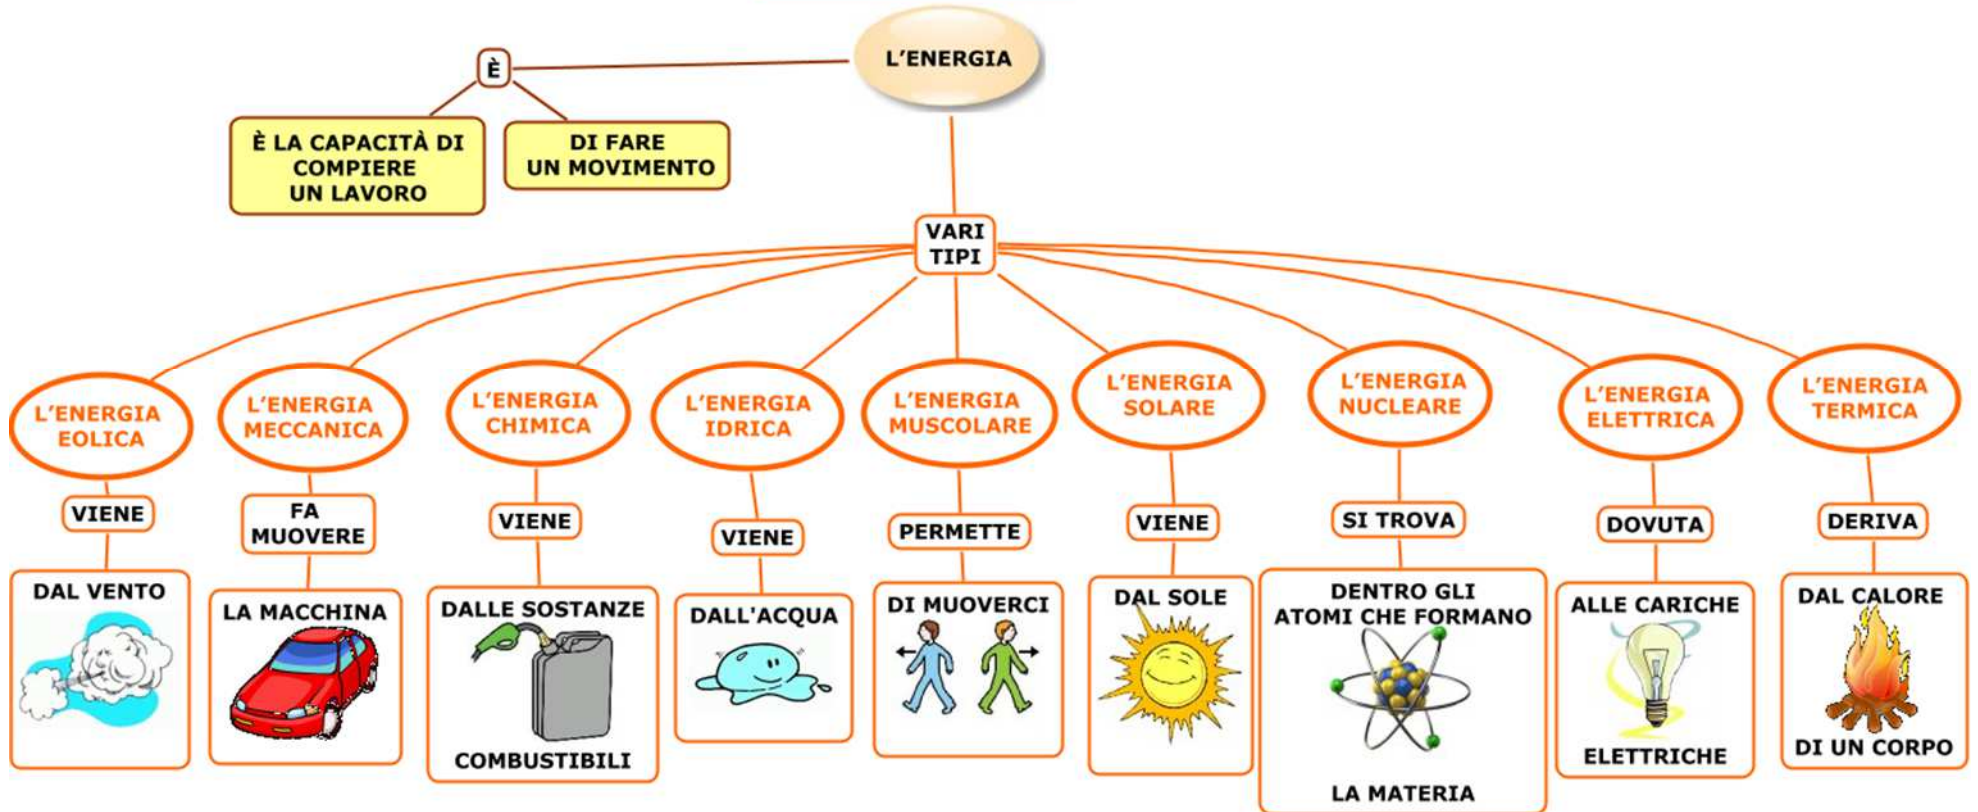 L'ENERGIA
È
È LA CAPACITÀ DI
COMPIERE
UN LAVORO
DI FARE
UN MOVIMENTO
VARI
TIPI
L'ENERGIA
EOLICA
VIENE
DAL VENTO
L'ENERGIA
MECCANICA
FA
MUOVERE
LA MACCHINA
L'ENERGIA
CHIMICA
VIENE
DALLE SOSTANZE
COMBUSTIBILI
L'ENERGIA
IDRICA
VIENE
DALL'ACQUA
L'ENERGIA
MUSCOLARE
PERMETTE
DI MUOVERCI
L'ENERGIA
SOLARE
VIENE
DAL SOLE
L'ENERGIA
NUCLEARE
SI TROVA
DENTRO GLI
ATOMI CHE FORMANO
LA MATERIA
L'ENERGIA
ELETTRICA
DOVUTA
ALLE CARICHE
ELETTRICHE
L'ENERGIA
TERMICA
DERIVA
DAL CALORE
DI UN CORPO